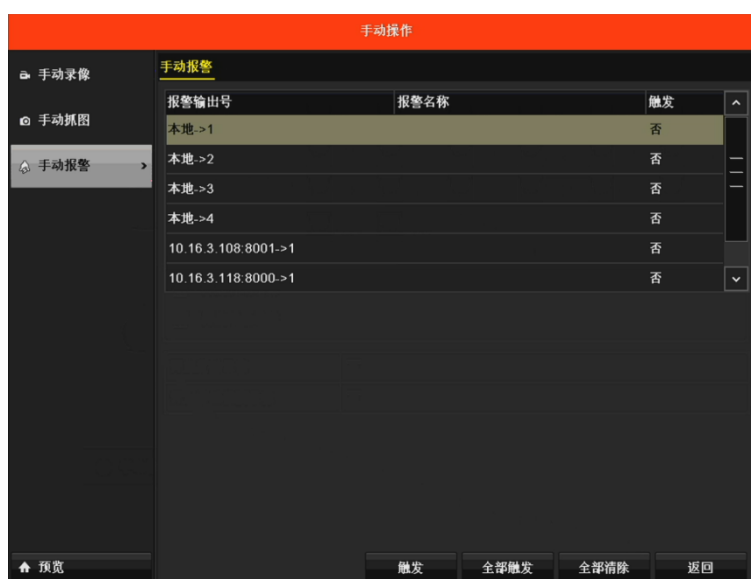 手动操作
手动录像
手动抓图
手动报警
预览
手动报警
报警输出号 报警名称 触发
本地->1 否
本地->2 否
本地->3 否
本地->4 否
10.16.3.108:8001->1 否
10.16.3.118:8000->1 否
触发 全部触发 全部清除 返回